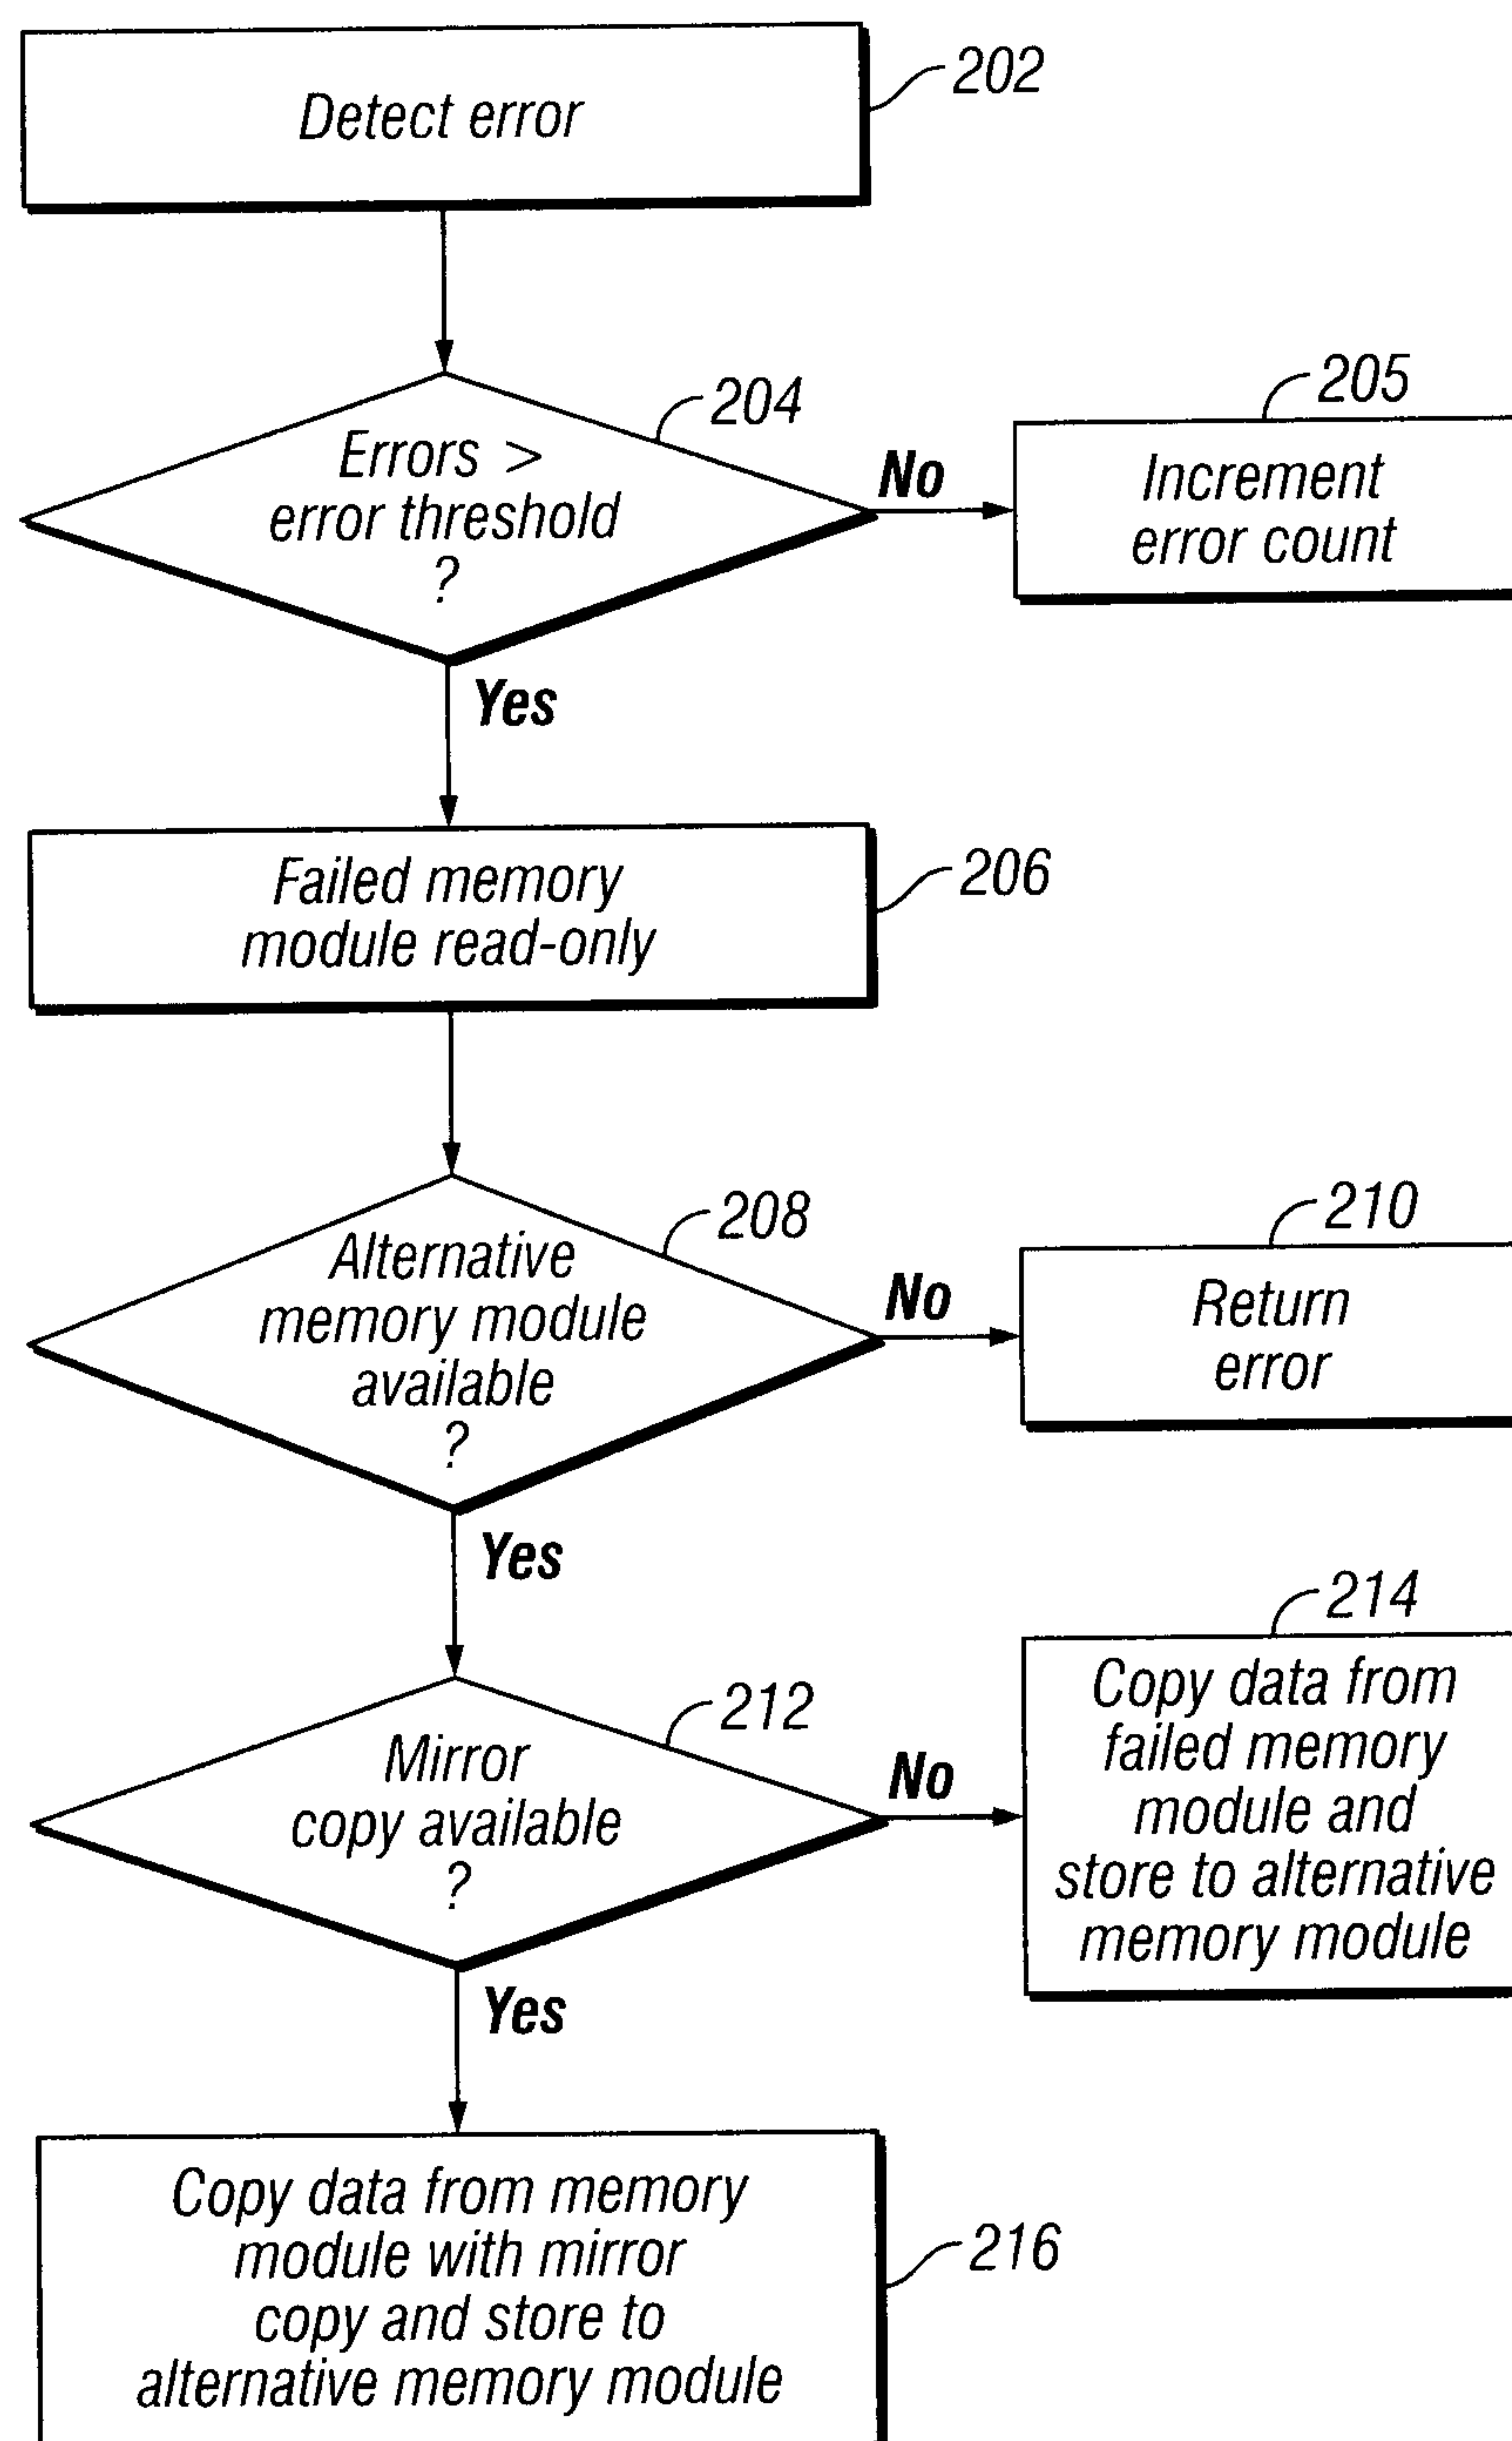 Detect error
202
204
Errors >
error threshold
?
No
205
Increment
error count
Yes
Failed memory
module read-only
206
208
Alternative
memory module
available
?
No
210
Return
error
Yes
212
Mirror
copy available
?
No
214
Copy data from
failed memory
module and
store to alternative
memory module
Yes
Copy data from memory
module with mirror
copy and store to
alternative memory module
216